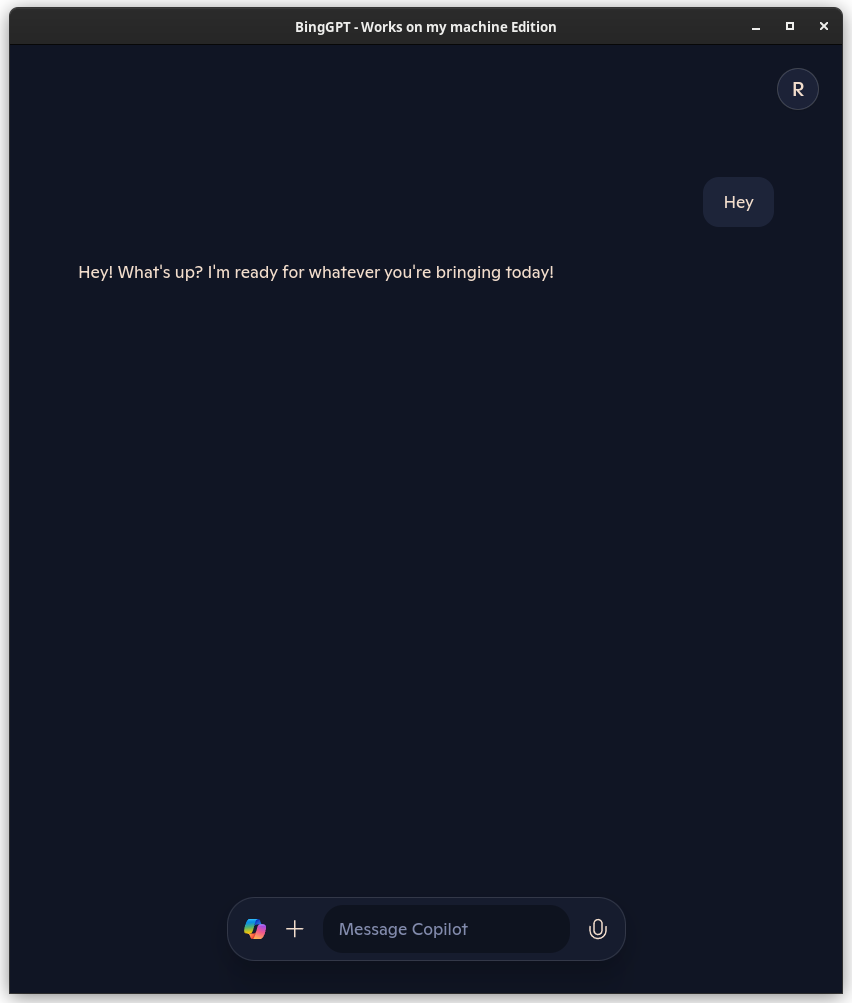 BingGPT - Works on my machine Edition
R
Hey
Hey! What's up? I'm ready for whatever you're bringing today!
Message Copilot